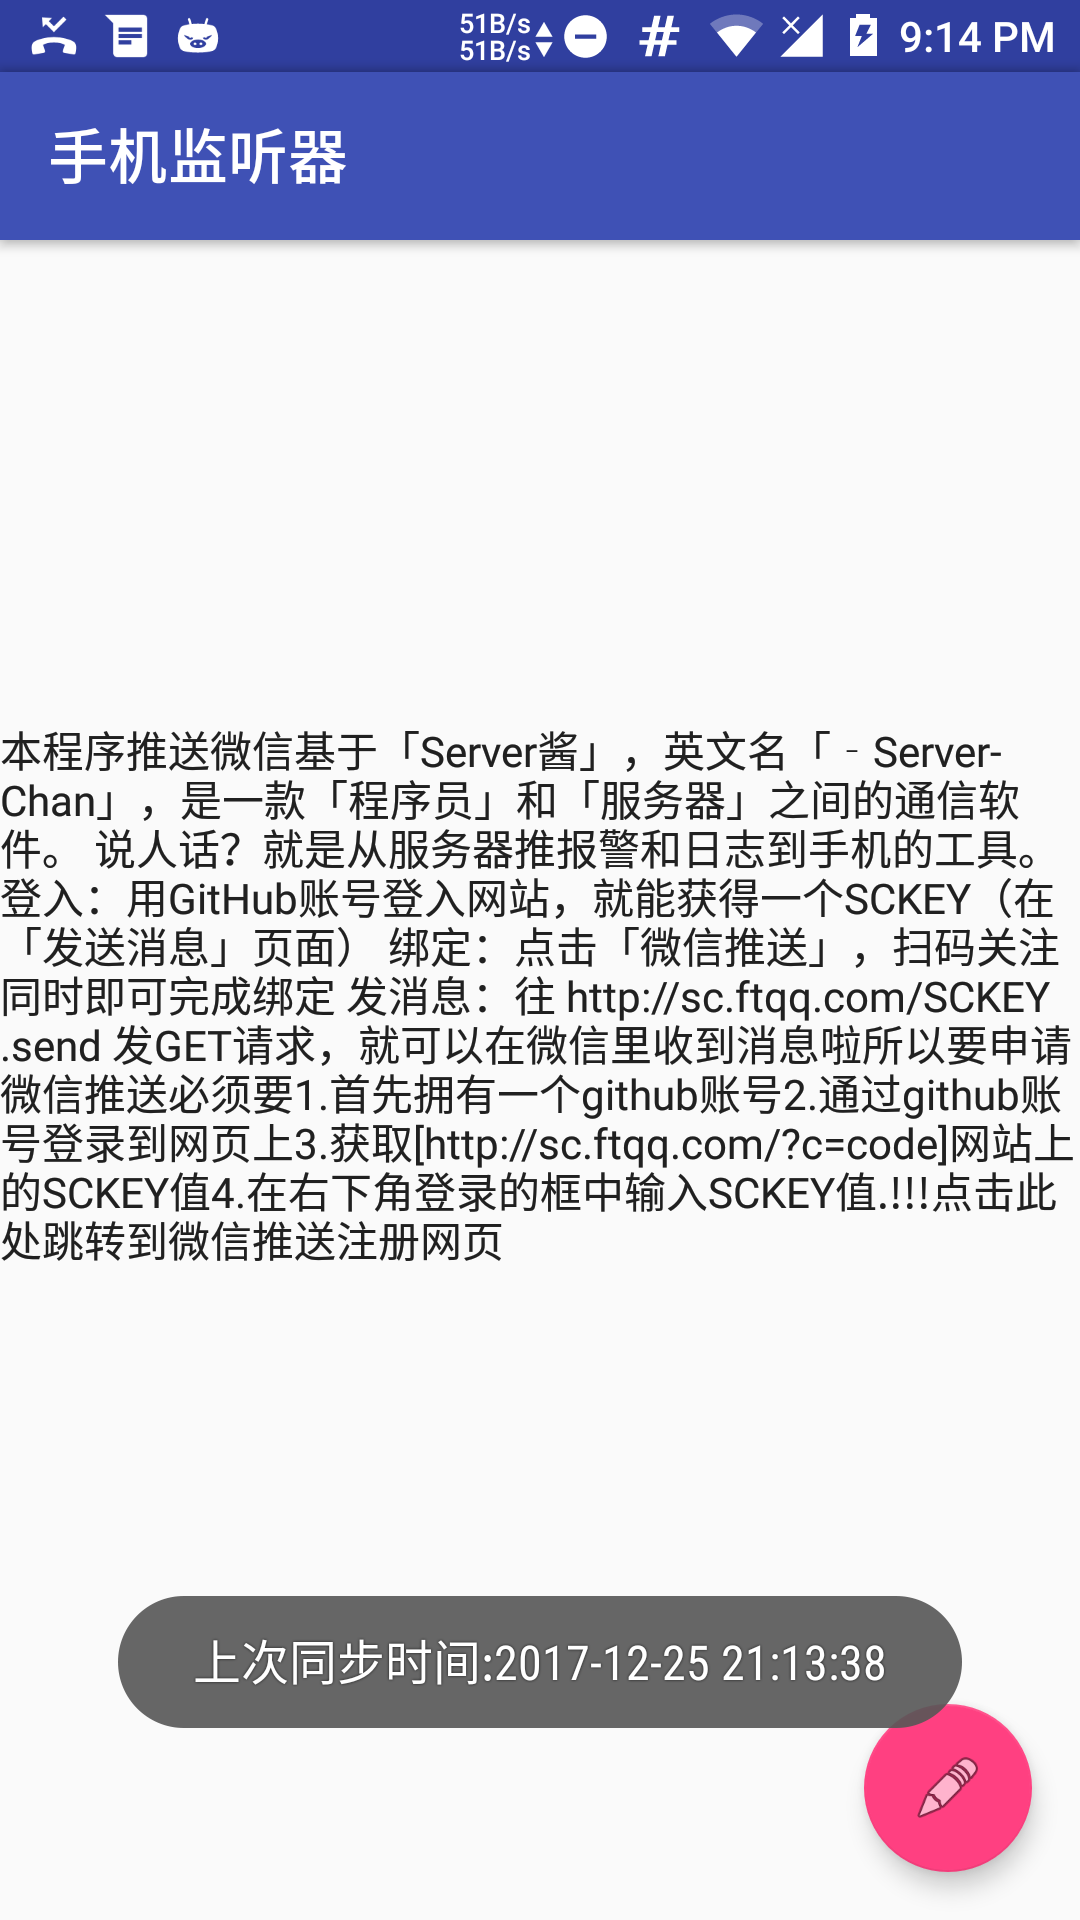 51B/s
51B/s
9:14 PM
手机监听器
本程序推送微信基于「Server酱」，英文名「﹣Server-
Chan」，是一款「程序员」和「服务器」之间的通信软
件。 说人话？就是从服务器推报警和日志到手机的工具。
登入：用GitHub账号登入网站，就能获得一个SCKEY（在
「发送消息」页面） 绑定：点击「微信推送」，扫码关注
同时即可完成绑定 发消息：往 http://sc.ftqq.com/SCKEY
.send 发GET请求，就可以在微信里收到消息啦所以要申请
微信推送必须要1.首先拥有一个github账号2.通过github账
号登录到网页上3.获取[http://sc.ftqq.com/?c=code]网站上
的SCKEY值4.在右下角登录的框中输入SCKEY值.!!!点击此
处跳转到微信推送注册网页
上次同步时间:2017-12-25 21:13:38